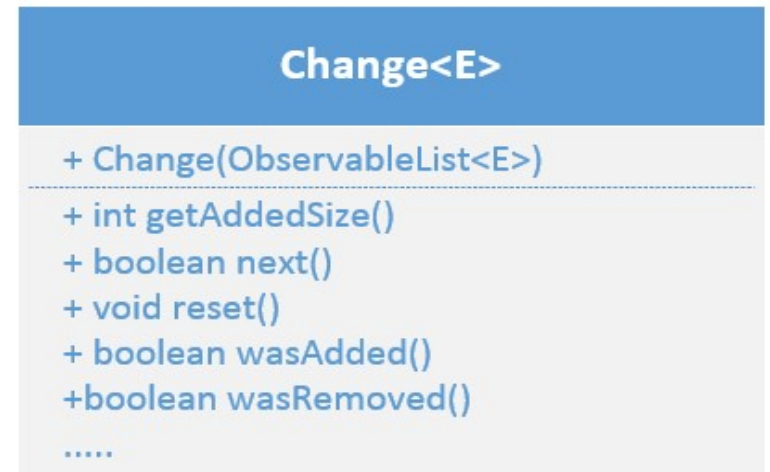 Change<E>
+ Change(ObservableList<E>)
+ int getAddedSize()
+ boolean next()
+ void reset()
+ boolean wasAdded()
+boolean wasRemoved()
.....